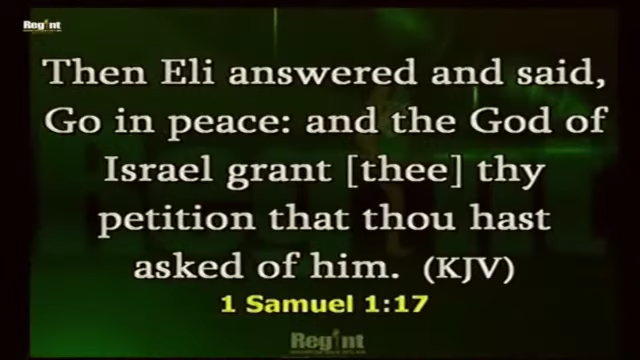 Reg nt
Then Eli answered and said,
Go in peace: and the God of
Israel grant [thee] thy
petition that thou hast
asked of him. (KJV)
1 Samuel 1:17
Reg nt